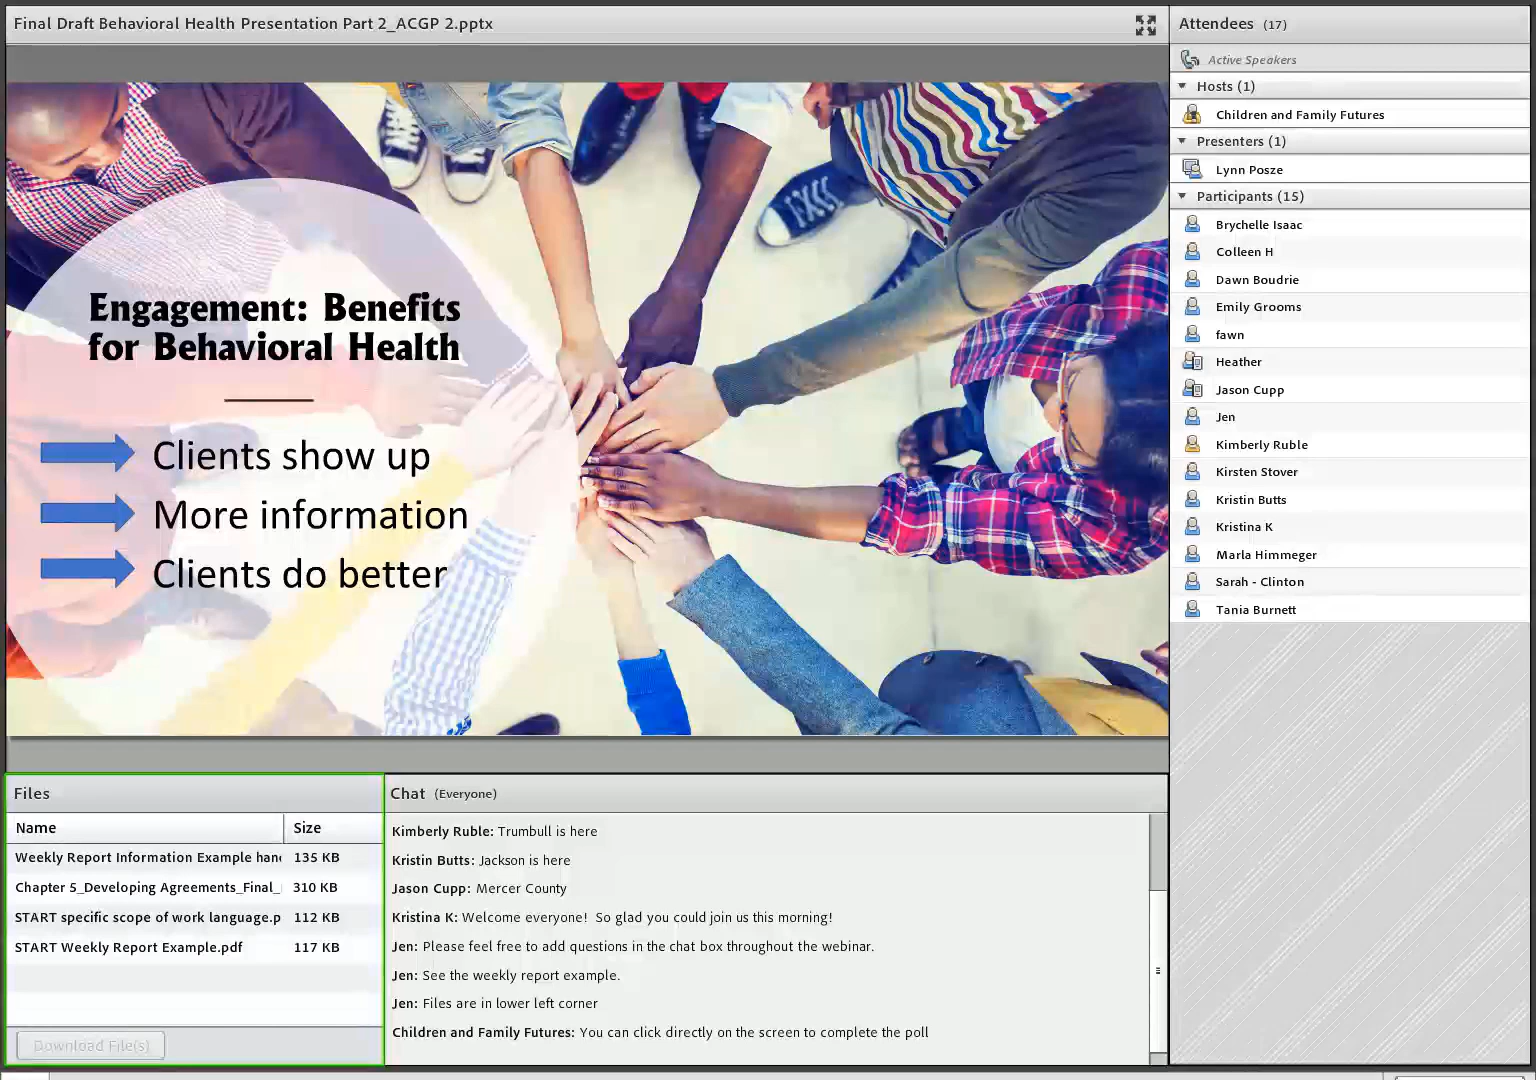 Final Draft Behavioral Health Presentation Part 2_ACGP 2.pptx
Engagement: Benefits
for Behavioral Health
Clients show up
More information
Clients do better
Files
Name Size
Weekly Report Information Example han 135 KB
Chapter 5_Developing Agreements_Final_ 310 KB
START specific scope of work language.p 112 KB
START Weekly Report Example.pdf 117 KB
Download File(s)
Chat (Everyone)
Kimberly Ruble: Trumbull is here
Kristin Butts: Jackson is here
Jason Cupp: Mercer County
Kristina K: Welcome everyone! So glad you could join us this morning!
Jen: Please feel free to add questions in the chat box throughout the webinar.
Jen: See the weekly report example.
Jen: Files are in lower left corner
Children and Family Futures: You can click directly on the screen to complete the poll
Attendees (17)
Active Speakers
Hosts (1)
Children and Family Futures
Presenters (1)
Lynn Posze
Participants (15)
Brychelle Isaac
Colleen H
Dawn Boudrie
Emily Grooms
fawn
Heather
Jason Cupp
Jen
Kimberly Ruble
Kirsten Stover
Kristin Butts
Kristina K
Marla Himmeger
Sarah - Clinton
Tania Burnett